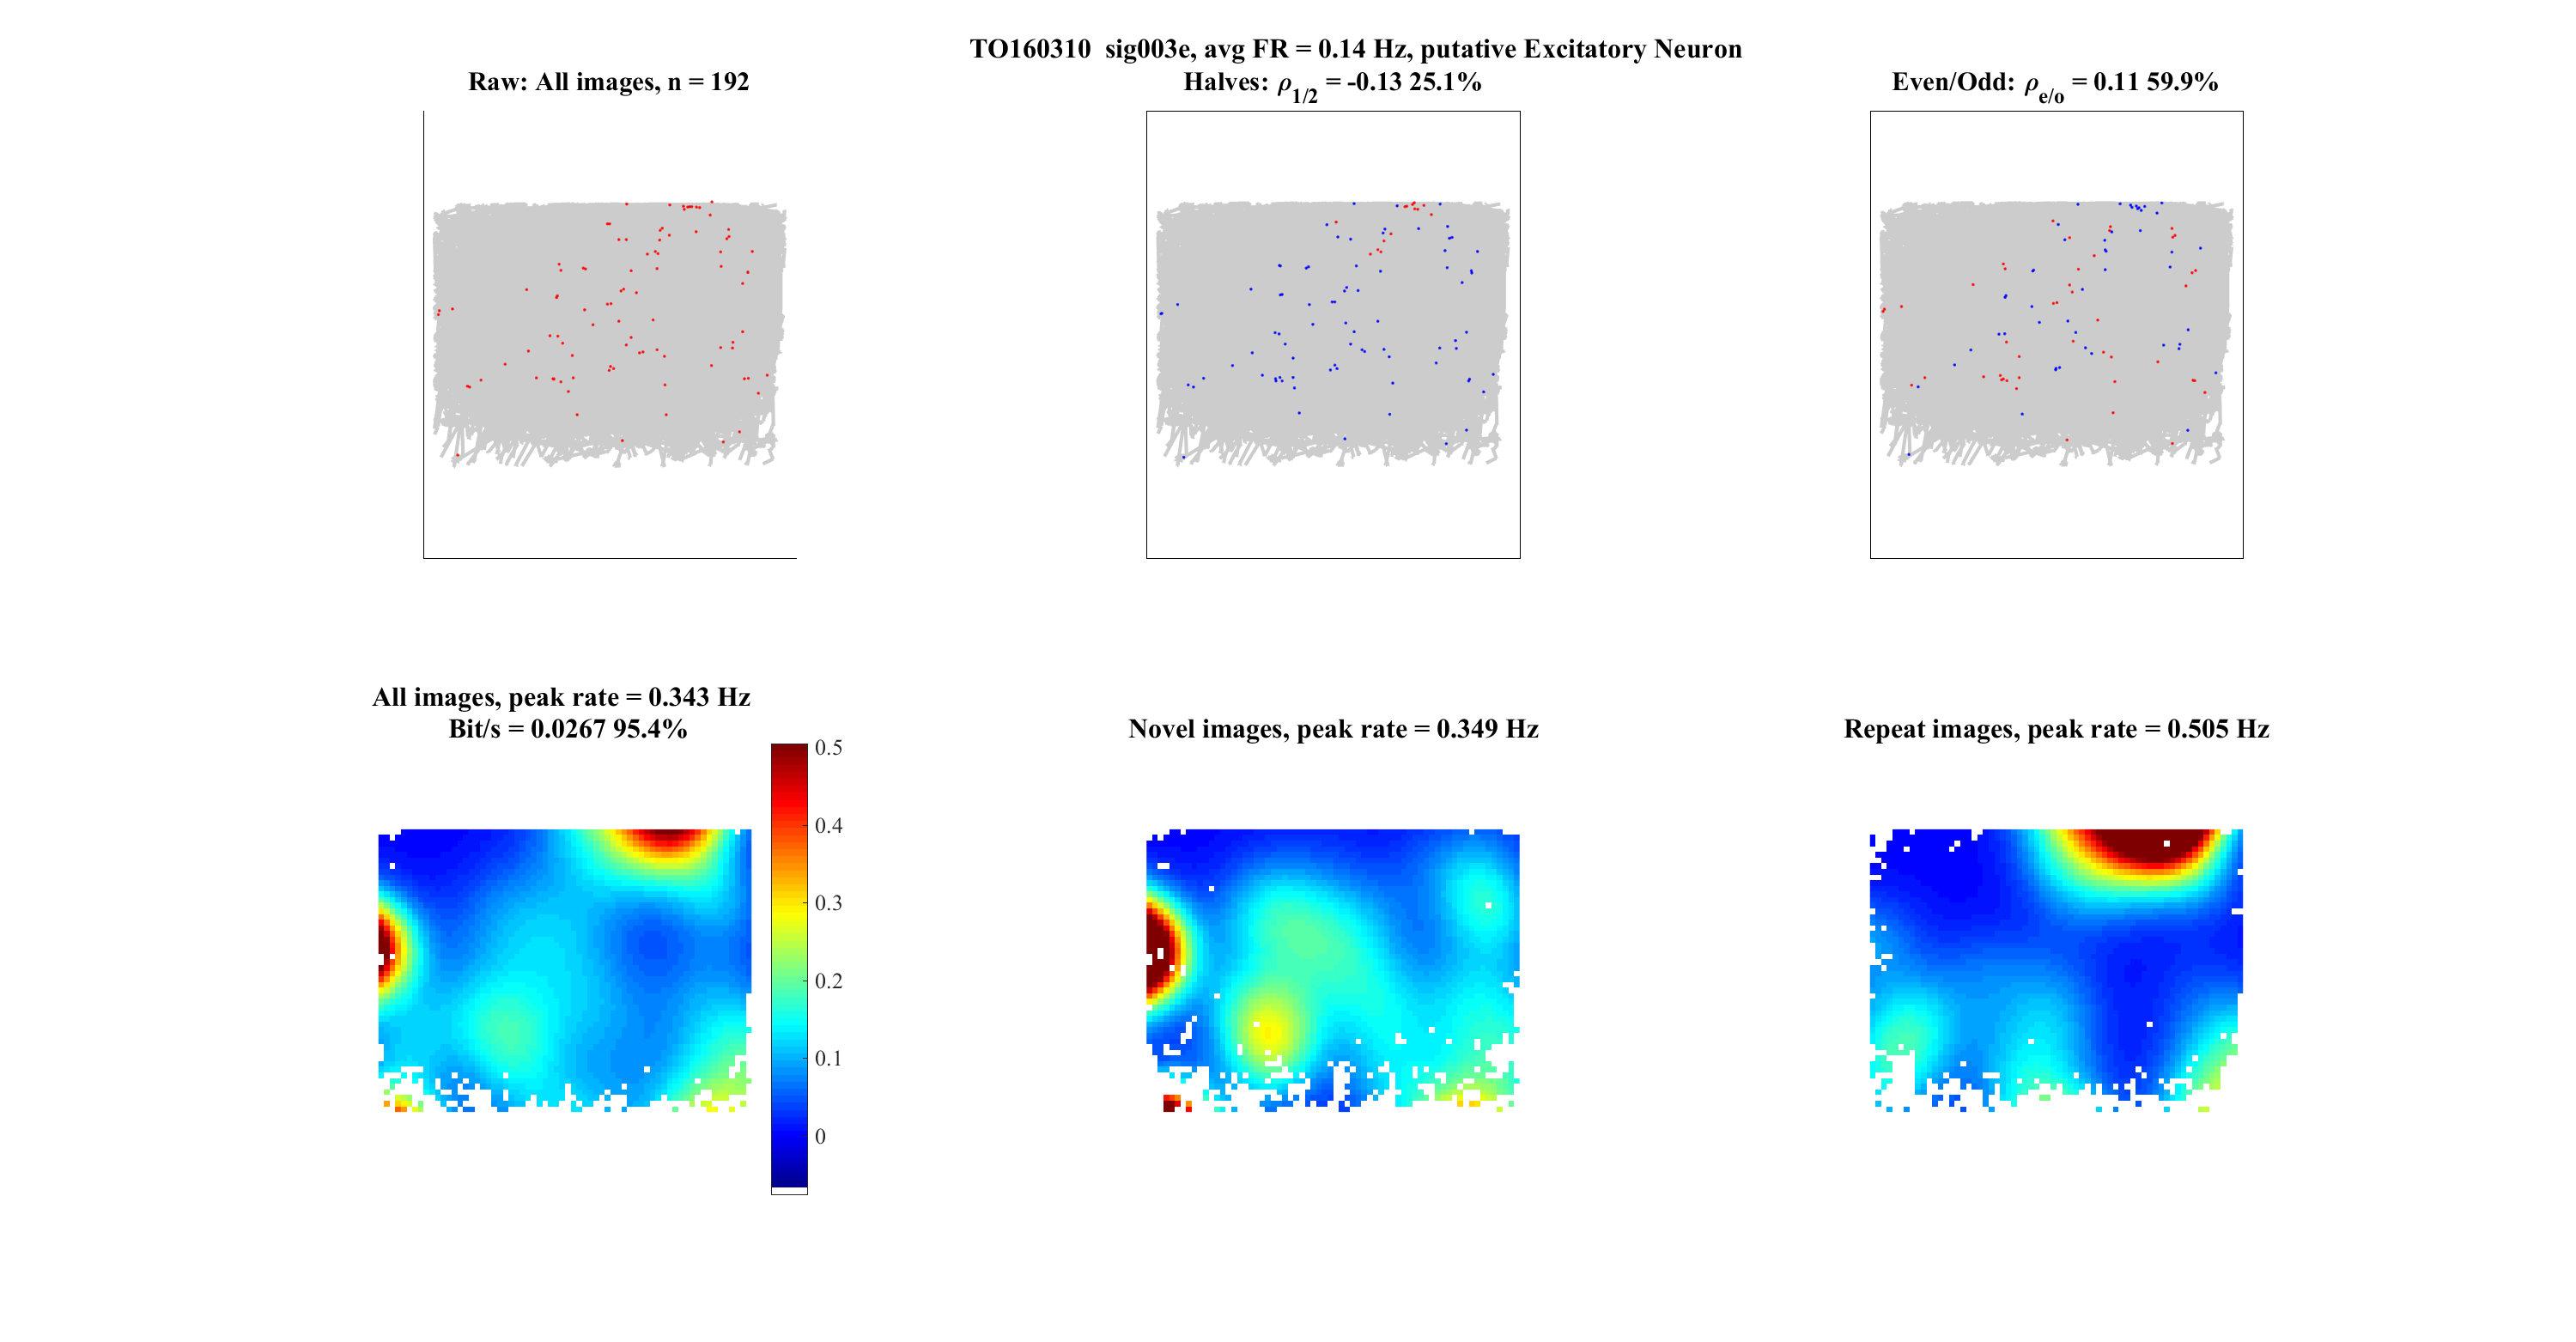 TO160310 sig003e, avg FR = 0.14 Hz, putative Excitatory Neuron
Raw: All images, n = 192
Halves: ρ1/2 = -0.13 25.1%
Even/Odd: ρe/o = 0.11 59.9%
All images, peak rate = 0.343 Hz
Bit/s = 0.0267 95.4%
Novel images, peak rate = 0.349 Hz
Repeat images, peak rate = 0.505 Hz
0.5
0.4
0.3
0.2
0.1
0